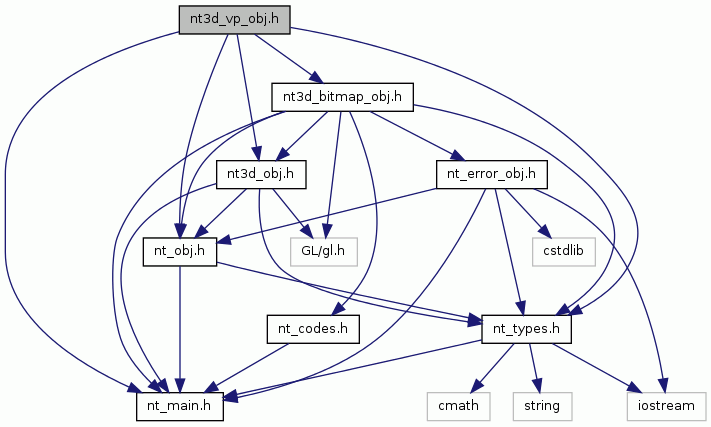 nt3d_vp_obj.h
nt3d_bitmap_obj.h
nt3d_obj.h
nt_error_obj.h
nt_obj.h
GL/gl.h
cstdlib
nt_codes.h
nt_types.h
nt_main.h
cmath
string
iostream